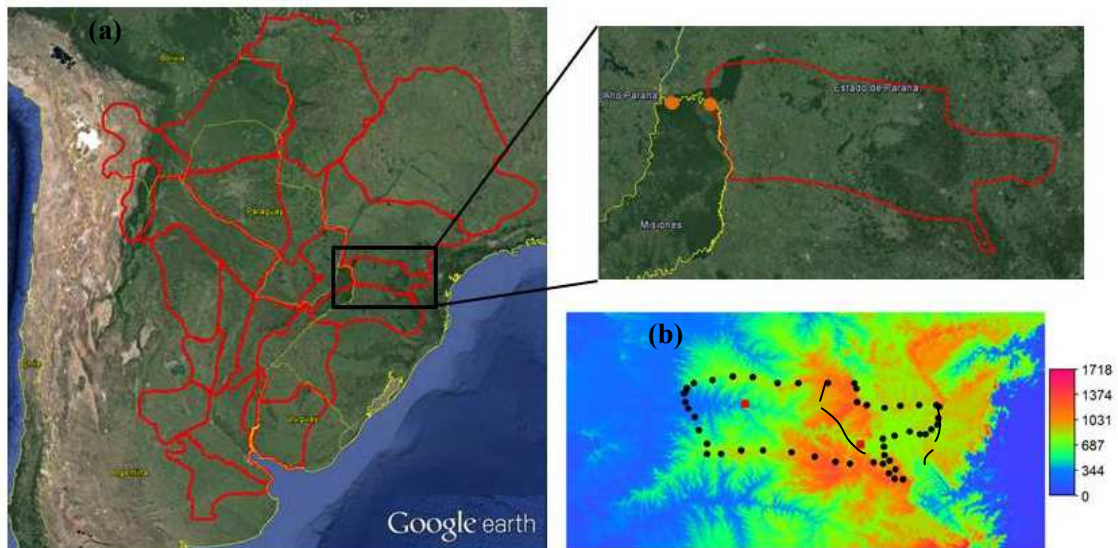 (a)
Bolivia
Paraguay
Chile
Uruguay
Argentina
Google earth
Alto Paraná
Estado de Paraná
Misiones
(b)
1718
1374
1031
687
344
0